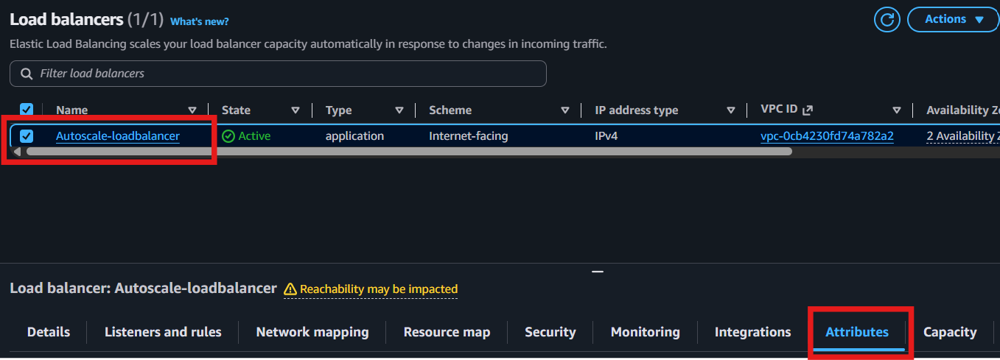 Load balancers (1/1) What's new?
Actions
Elastic Load Balancing scales your load balancer capacity automatically in response to changes in incoming traffic.
Filter load balancers
Name State Type Scheme IP address type VPC ID Availability Zo
Autoscale-loadbalancer Active application Internet-facing IPv4 vpc-0cb4230fd74a782a2 2 Availability Z
Load balancer: Autoscale-loadbalancer Reachability may be impacted
Details Listeners and rules Network mapping Resource map Security Monitoring Integrations Attributes Capacity